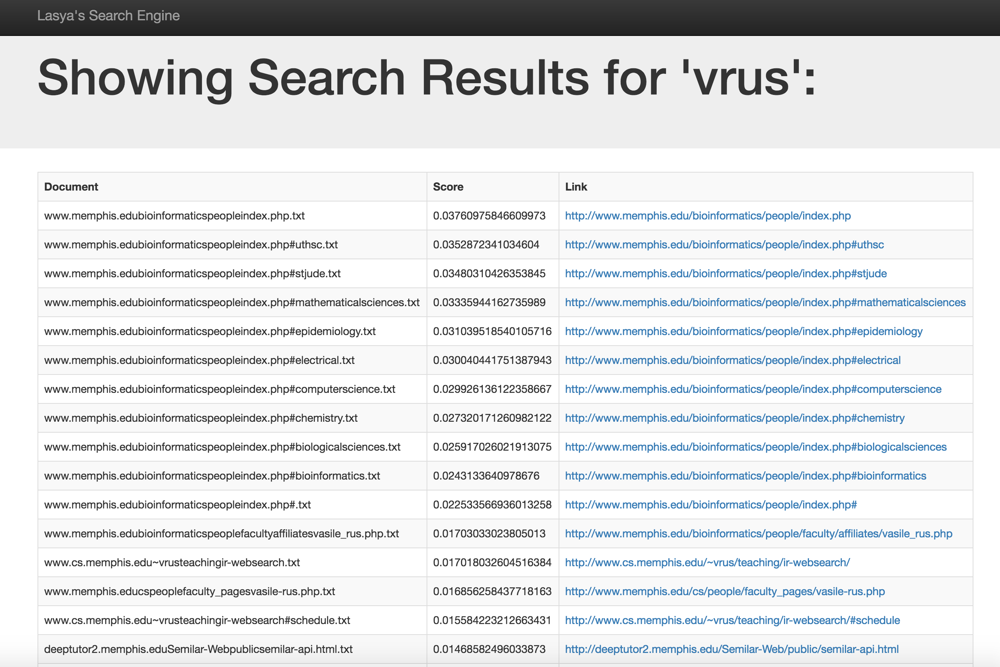 Lasya's Search Engine
Showing Search Results for 'vrus':
Document Score Link
www.memphis.edubioinformaticspeopleindex.php.txt 0.03760975846609973 http://www.memphis.edu/bioinformatics/people/index.php
www.memphis.edubioinformaticspeopleindex.php#uthsc.txt 0.0352872341034604 http://www.memphis.edu/bioinformatics/people/index.php#uthsc
www.memphis.edubioinformaticspeopleindex.php#stjude.txt 0.03480310426353845 http://www.memphis.edu/bioinformatics/people/index.php#stjude
www.memphis.edubioinformaticspeopleindex.php#mathematicalsciences.txt 0.03335944162735989 http://www.memphis.edu/bioinformatics/people/index.php#mathematicalsciences
www.memphis.edubioinformaticspeopleindex.php#epidemiology.txt 0.031039518540105716 http://www.memphis.edu/bioinformatics/people/index.php#epidemiology
www.memphis.edubioinformaticspeopleindex.php#electrical.txt 0.030040441751387943 http://www.memphis.edu/bioinformatics/people/index.php#electrical
www.memphis.edubioinformaticspeopleindex.php#computerscience.txt 0.029926136122358667 http://www.memphis.edu/bioinformatics/people/index.php#computerscience
www.memphis.edubioinformaticspeopleindex.php#chemistry.txt 0.027320171260982122 http://www.memphis.edu/bioinformatics/people/index.php#chemistry
www.memphis.edubioinformaticspeopleindex.php#biologicalsciences.txt 0.025917026021913075 http://www.memphis.edu/bioinformatics/people/index.php#biologicalsciences
www.memphis.edubioinformaticspeopleindex.php#bioinformatics.txt 0.0243133640978676 http://www.memphis.edu/bioinformatics/people/index.php#bioinformatics
www.memphis.edubioinformaticspeopleindex.php#.txt 0.022533566936013258 http://www.memphis.edu/bioinformatics/people/index.php#
www.memphis.edubioinformaticspeoplefacultyaffiliatesvasile_rus.php.txt 0.01703033023805013 http://www.memphis.edu/bioinformatics/people/faculty/affiliates/vasile_rus.php
www.cs.memphis.edu~vrusteachingir-websearch.txt 0.017018032604516384 http://www.cs.memphis.edu/~vrus/teaching/ir-websearch/
www.memphis.educspeoplefaculty_pagesvasile-rus.php.txt 0.016856258437718163 http://www.memphis.edu/cs/people/faculty_pages/vasile-rus.php
www.cs.memphis.edu~vrusteachingir-websearch#schedule.txt 0.015584223212663431 http://www.cs.memphis.edu/~vrus/teaching/ir-websearch/#schedule
deeptutor2.memphis.eduSemilar-Webpublicsemilar-api.html.txt 0.01468582496033873 http://deeptutor2.memphis.edu/Semilar-Web/public/semilar-api.html